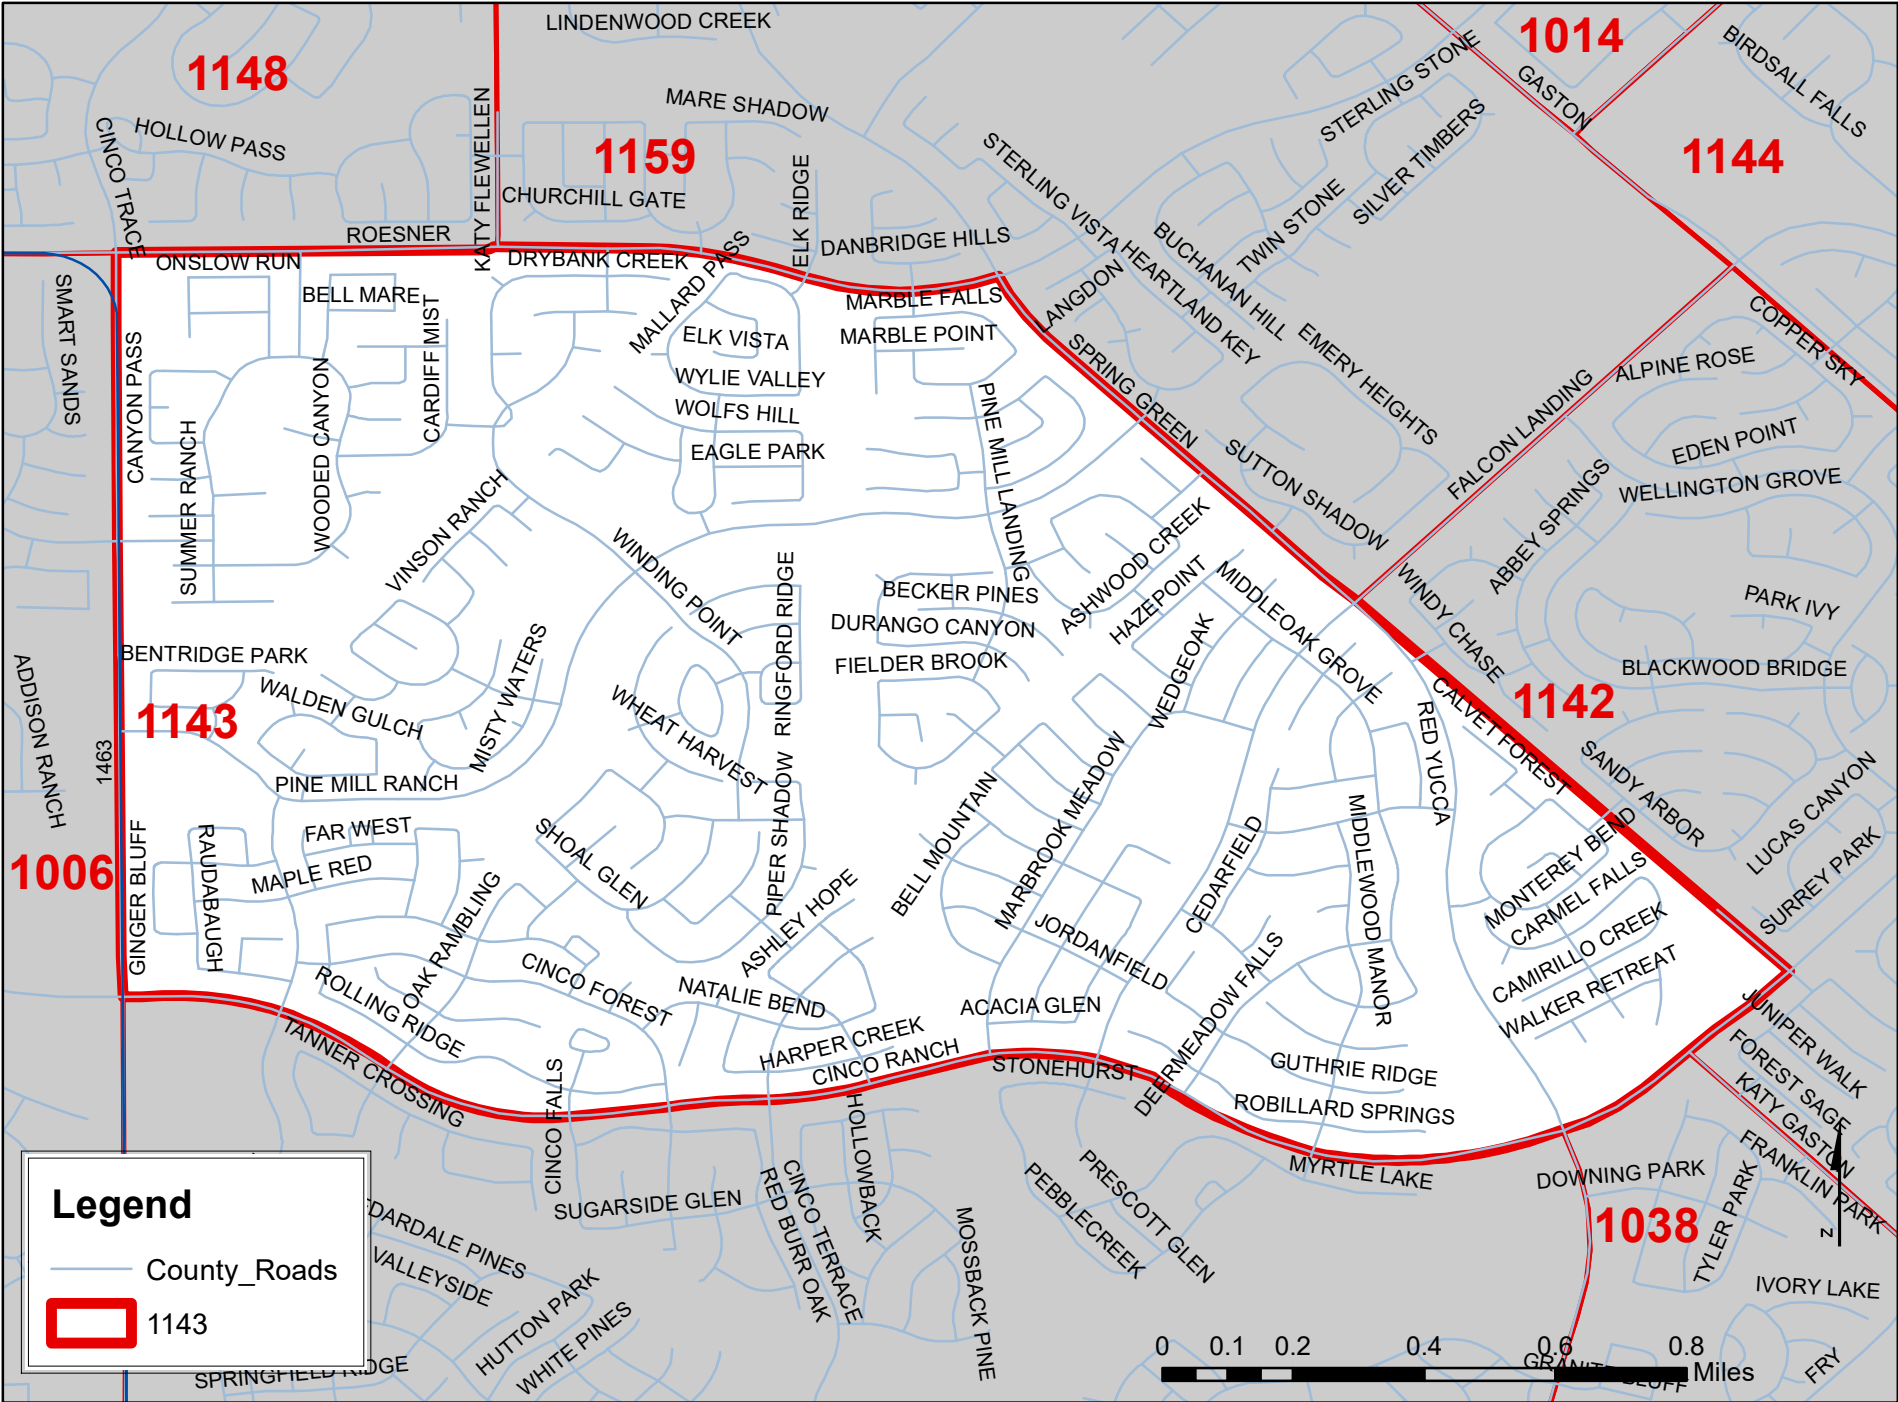 LINDENWOOD CREEK
1014
1148
BIRDSALL FALLS
STERLING STONE
GASTON
MARE SHADOW
HOLLOW PASS
CINCO TRACE
KATY FLEWELLEN
1159
1144
SILVER TIMBERS
STERLING VISTA
ELK RIDGE
CHURCHILL GATE
TWIN STONE
BUCHANAN HILL
ROESNER
DANBRIDGE HILLS
HEARTLAND KEY
ONSLOW RUN
DRYBANK CREEK
MALLARD PASS
LANGDON
SMART SANDS
BELL MARE
CARDIFF MIST
MARBLE FALLS
MARBLE POINT
COPPER SKY
ELK VISTA
EMERY HEIGHTS
SPRING GREEN
CANYON PASS
WYLIE VALLEY
ALPINE ROSE
FALCON LANDING
WOLFS HILL
PINE MILL LANDING
WOODED CANYON
SUMMER RANCH
EAGLE PARK
EDEN POINT
SUTTON SHADOW
WELLINGTON GROVE
ABBEY SPRINGS
VINSON RANCH
WINDING POINT
ASHWOOD CREEK
HAZEPOINT
RINGFORD RIDGE
BECKER PINES
MIDDLEOAK GROVE
WINDY CHASE
PARK IVY
DURANGO CANYON
BENTRIDGE PARK
FIELDER BROOK
WEDGEOAK
BLACKWOOD BRIDGE
ADDISON RANCH
WALDEN GULCH
MISTY WATERS
WHEAT HARVEST
1142
1143
CALVET FOREST
RED YUCCA
1463
PINE MILL RANCH
MARBROOK MEADOW
SANDY ARBOR
LUCAS CANYON
BELL MOUNTAIN
PIPER SHADOW
FAR WEST
SHOAL GLEN
CEDARFIELD
MIDDLEWOOD MANOR
MONTEREY BEND
SURREY PARK
1006
GINGER BLUFF
RAUDABAUGH
MAPLE RED
CARMEL FALLS
ASHLEY HOPE
OAK RAMBLING
JORDANFIELD
CAMIRILLO CREEK
CINCO FOREST
ROLLING RIDGE
NATALIE BEND
ACACIA GLEN
DEERMEADOW FALLS
WALKER RETREAT
JUNIPER WALK
TANNER CROSSING
HARPER CREEK
CINCO RANCH
STONEHURST
GUTHRIE RIDGE
FOREST SAGE
KATY GASTON
ROBILLARD SPRINGS
CINCO FALLS
HOLLOWBACK
FRANKLIN PARK
MYRTLE LAKE
DOWNING PARK
PRESCOTT GLEN
PEBBLECREEK
CINCO TERRACE
RED BURR OAK
SUGARSIDE GLEN
1038
TYLER PARK
Z
MOSSBACK PINE
EDARDALE PINES
VALLEYSIDE
HUTTON PARK
WHITE PINES
IVORY LAKE
SPRINGFIELD RIDGE
GRANITE BLUFF
FRY
Legend
County_Roads
1143
0 0.1 0.2 0.4 0.6 0.8
Miles